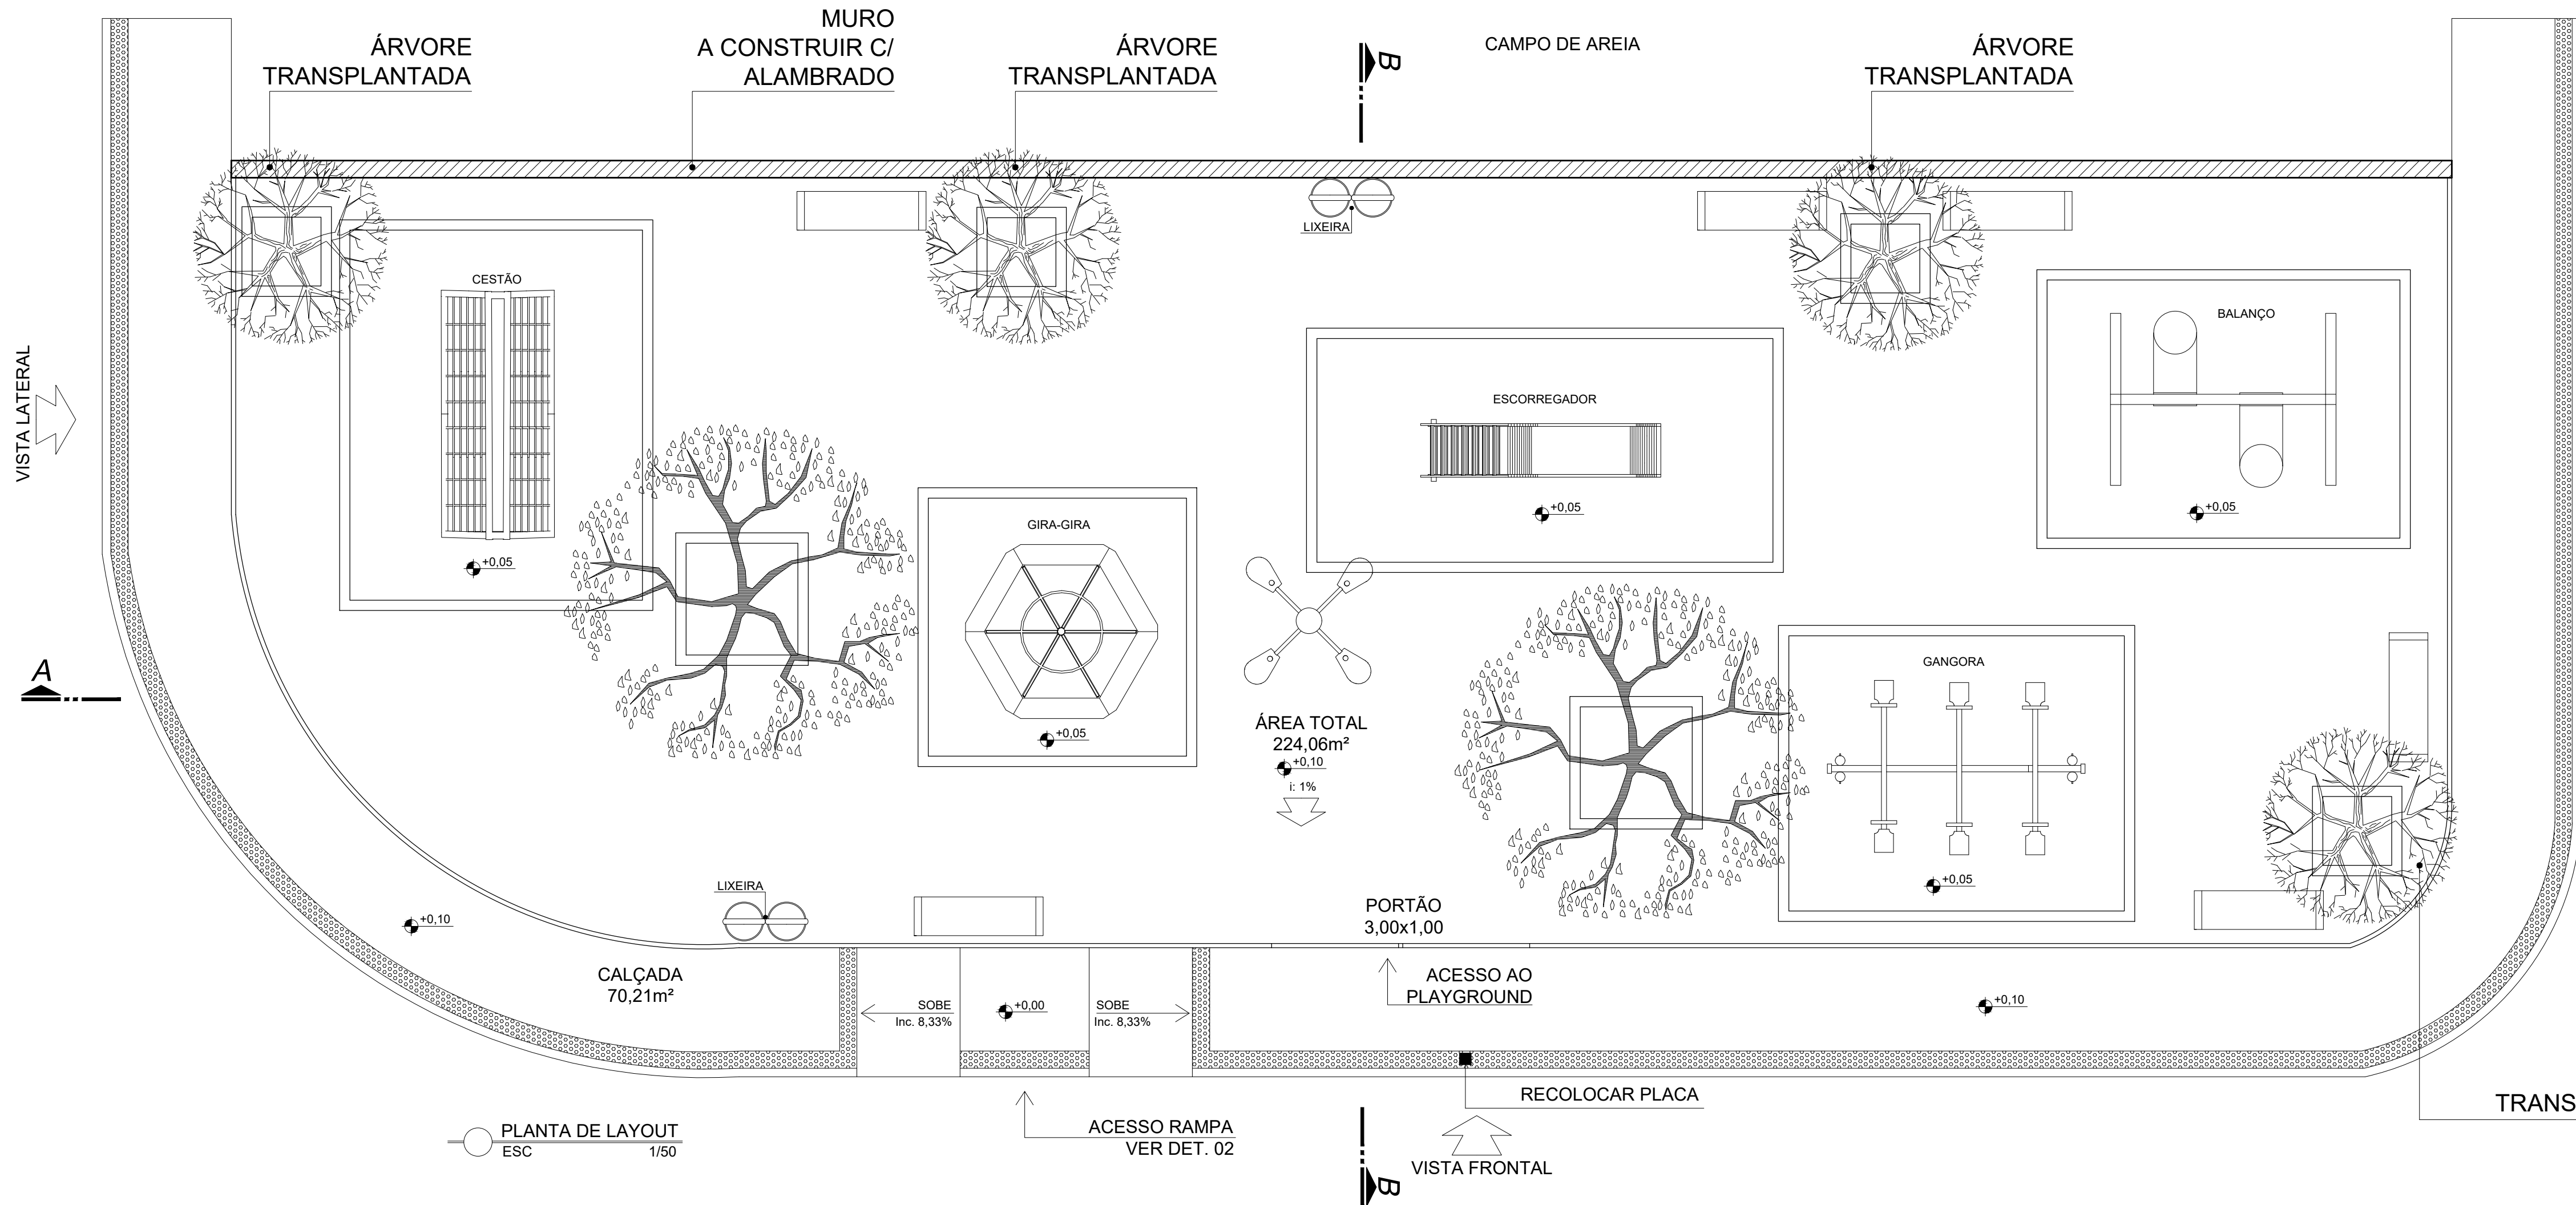 ÁRVORE
TRANSPLANTADA
MURO
A CONSTRUIR C/
ALAMBRADO
ÁRVORE
TRANSPLANTADA
B
CAMPO DE AREIA
ÁRVORE
TRANSPLANTADA
LIXEIRA
CESTÃO
BALANÇO
VISTA LATERAL
ESCORREGADOR
+0,05
+0,05
GIRA-GIRA
+0,05
GANGORA
A
+0,05
ÁREA TOTAL
224,06m²
+0,10
i: 1%
+0,05
LIXEIRA
PORTÃO
3,00x1,00
+0,10
CALÇADA
70,21m²
SOBE
Inc. 8,33%
+0,00
SOBE
Inc. 8,33%
ACESSO AO
PLAYGROUND
+0,10
RECOLOCAR PLACA
TRANS
PLANTA DE LAYOUT
ESC 1/50
ACESSO RAMPA
VER DET. 02
VISTA FRONTAL
B